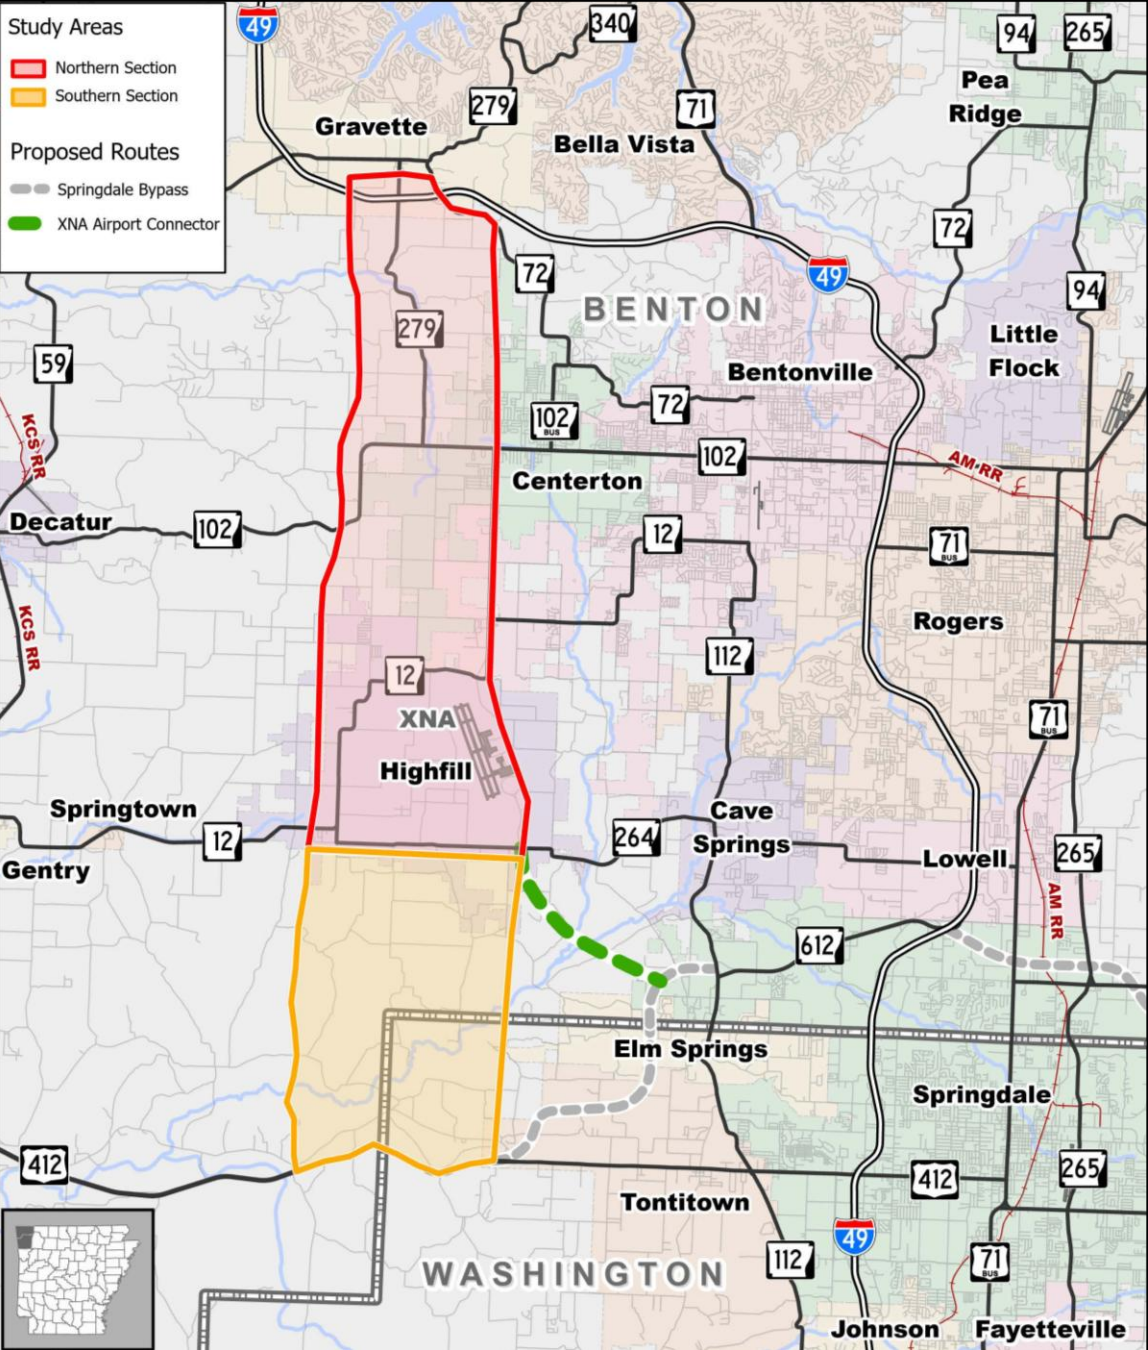 Study Areas
Northern Section
Southern Section
Proposed Routes
Springdale Bypass
XNA Airport Connector
49
340
94
265
279
71
Pea
Ridge
Gravette
Bella Vista
72
72
49
BENTON
94
279
Little
Flock
59
Bentonville
72
102
BUS
KCS RR
102
AM RR
Centerton
Decatur
102
12
71
BUS
KCS RR
Rogers
112
12
XNA
71
BUS
Highfill
Springtown
Cave
Springs
12
264
265
Lowell
Gentry
AM RR
612
Elm Springs
Springdale
412
265
412
Tontitown
49
112
71
BUS
WASHINGTON
Johnson
Fayetteville